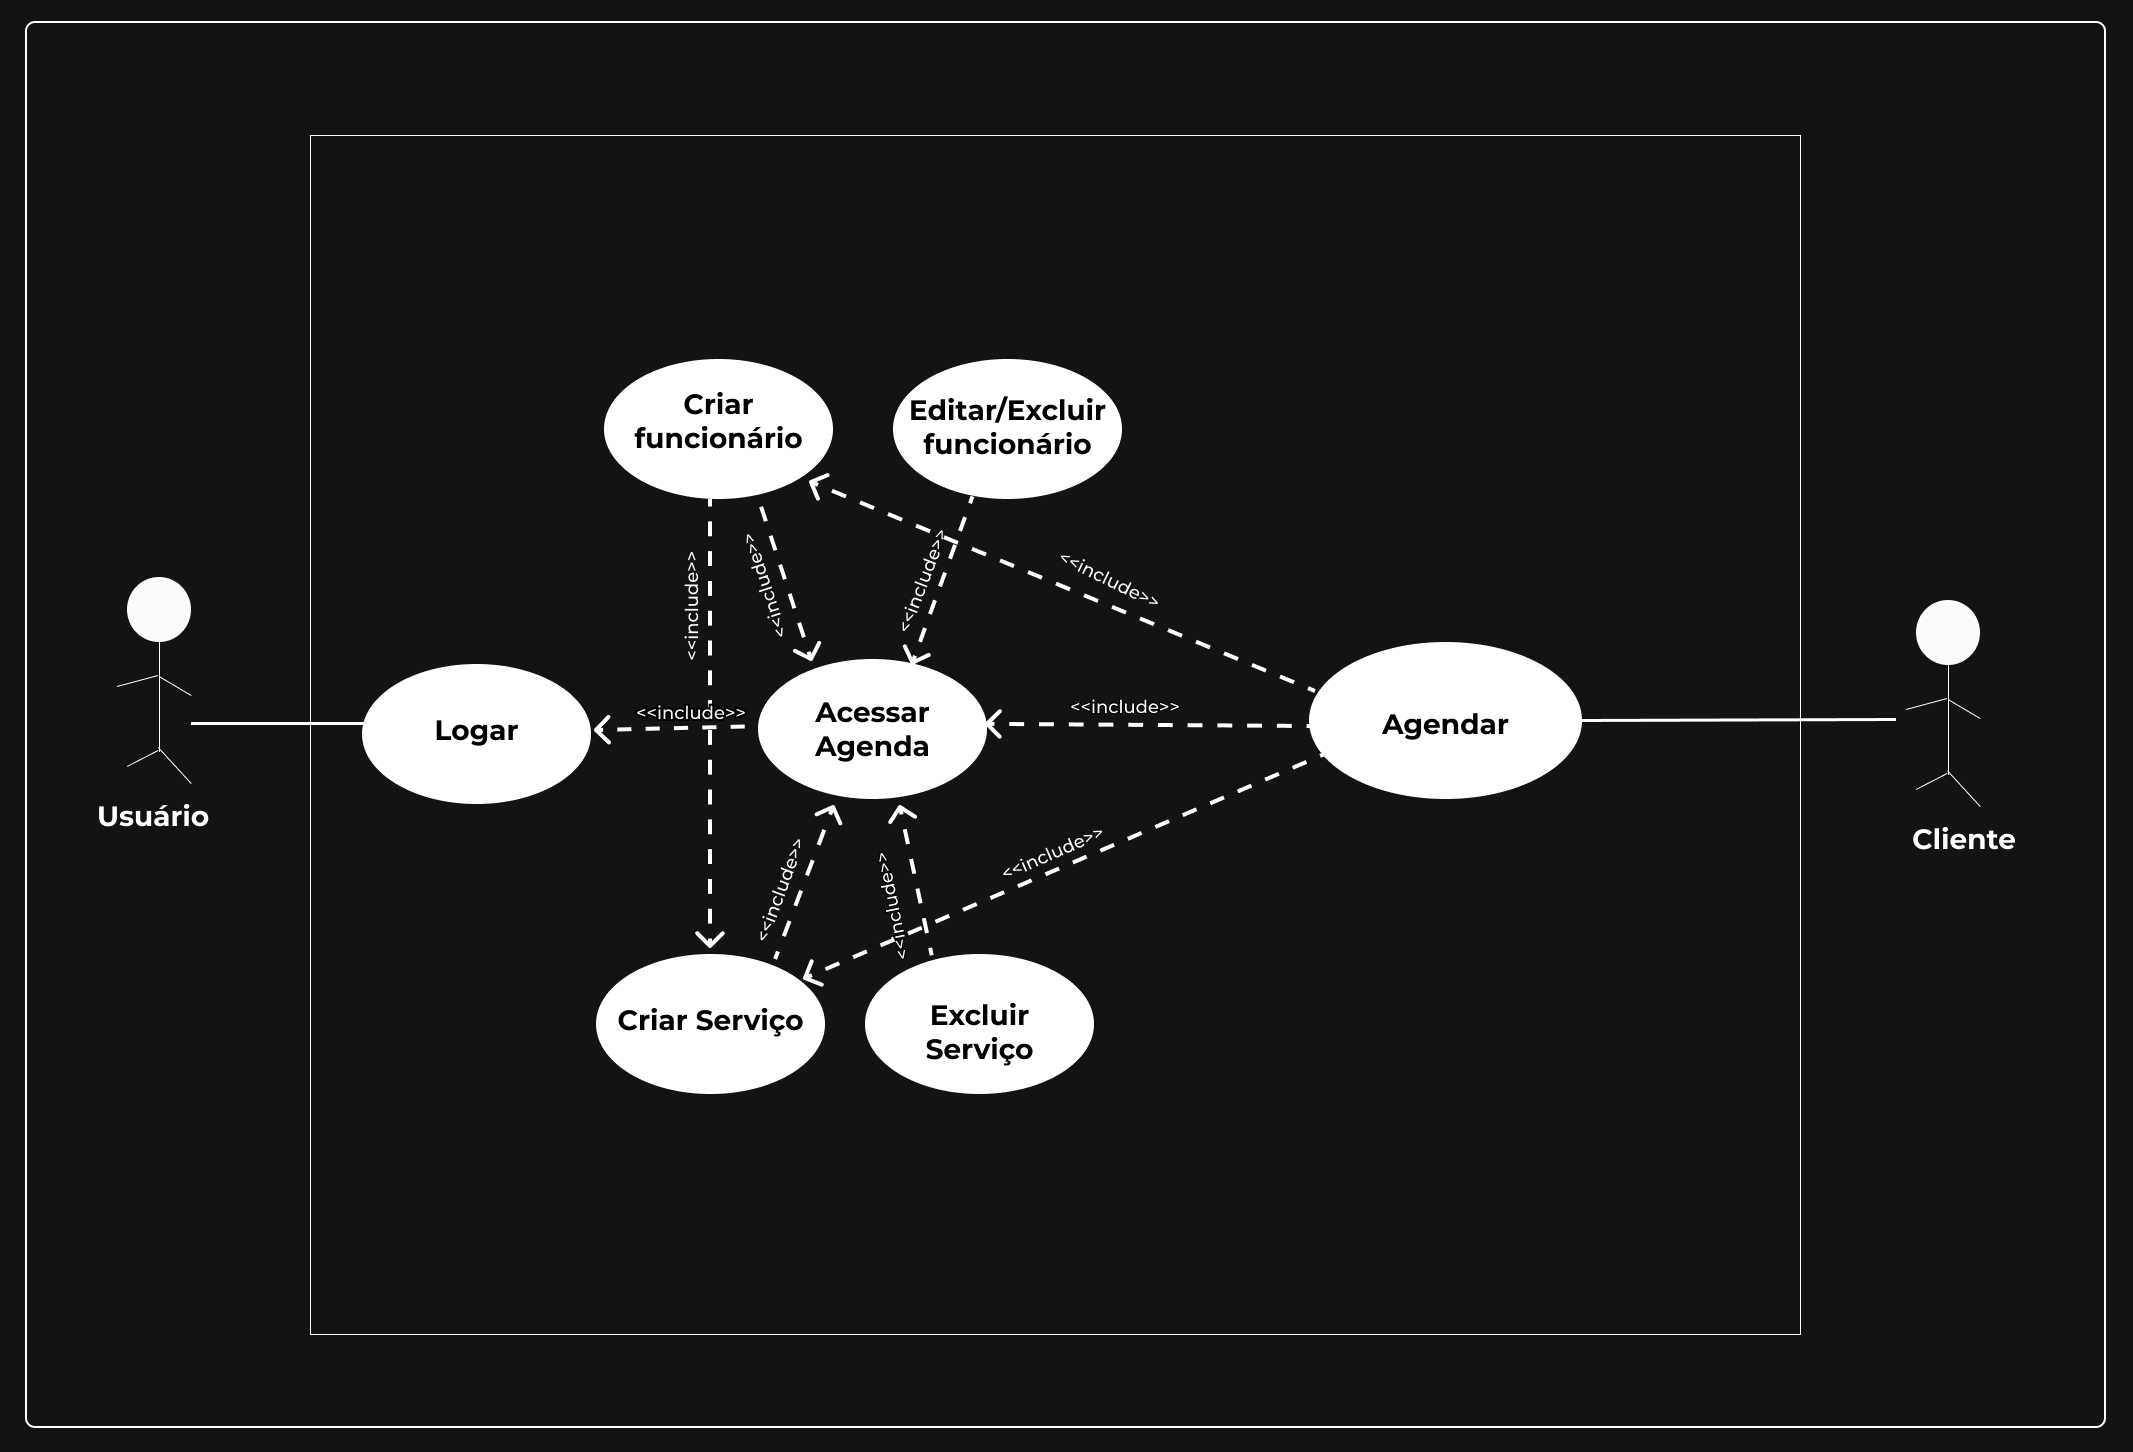 Criar
funcionário
Editar/Excluir
funcionário
<<include>>
<<include>>
<<include>>
<<include>>
Usuário
Logar
<<include>>
Acessar
Agenda
<<include>>
Agendar
Cliente
<<include>>
<<include>>
<<include>>
Criar Serviço
Excluir
Serviço